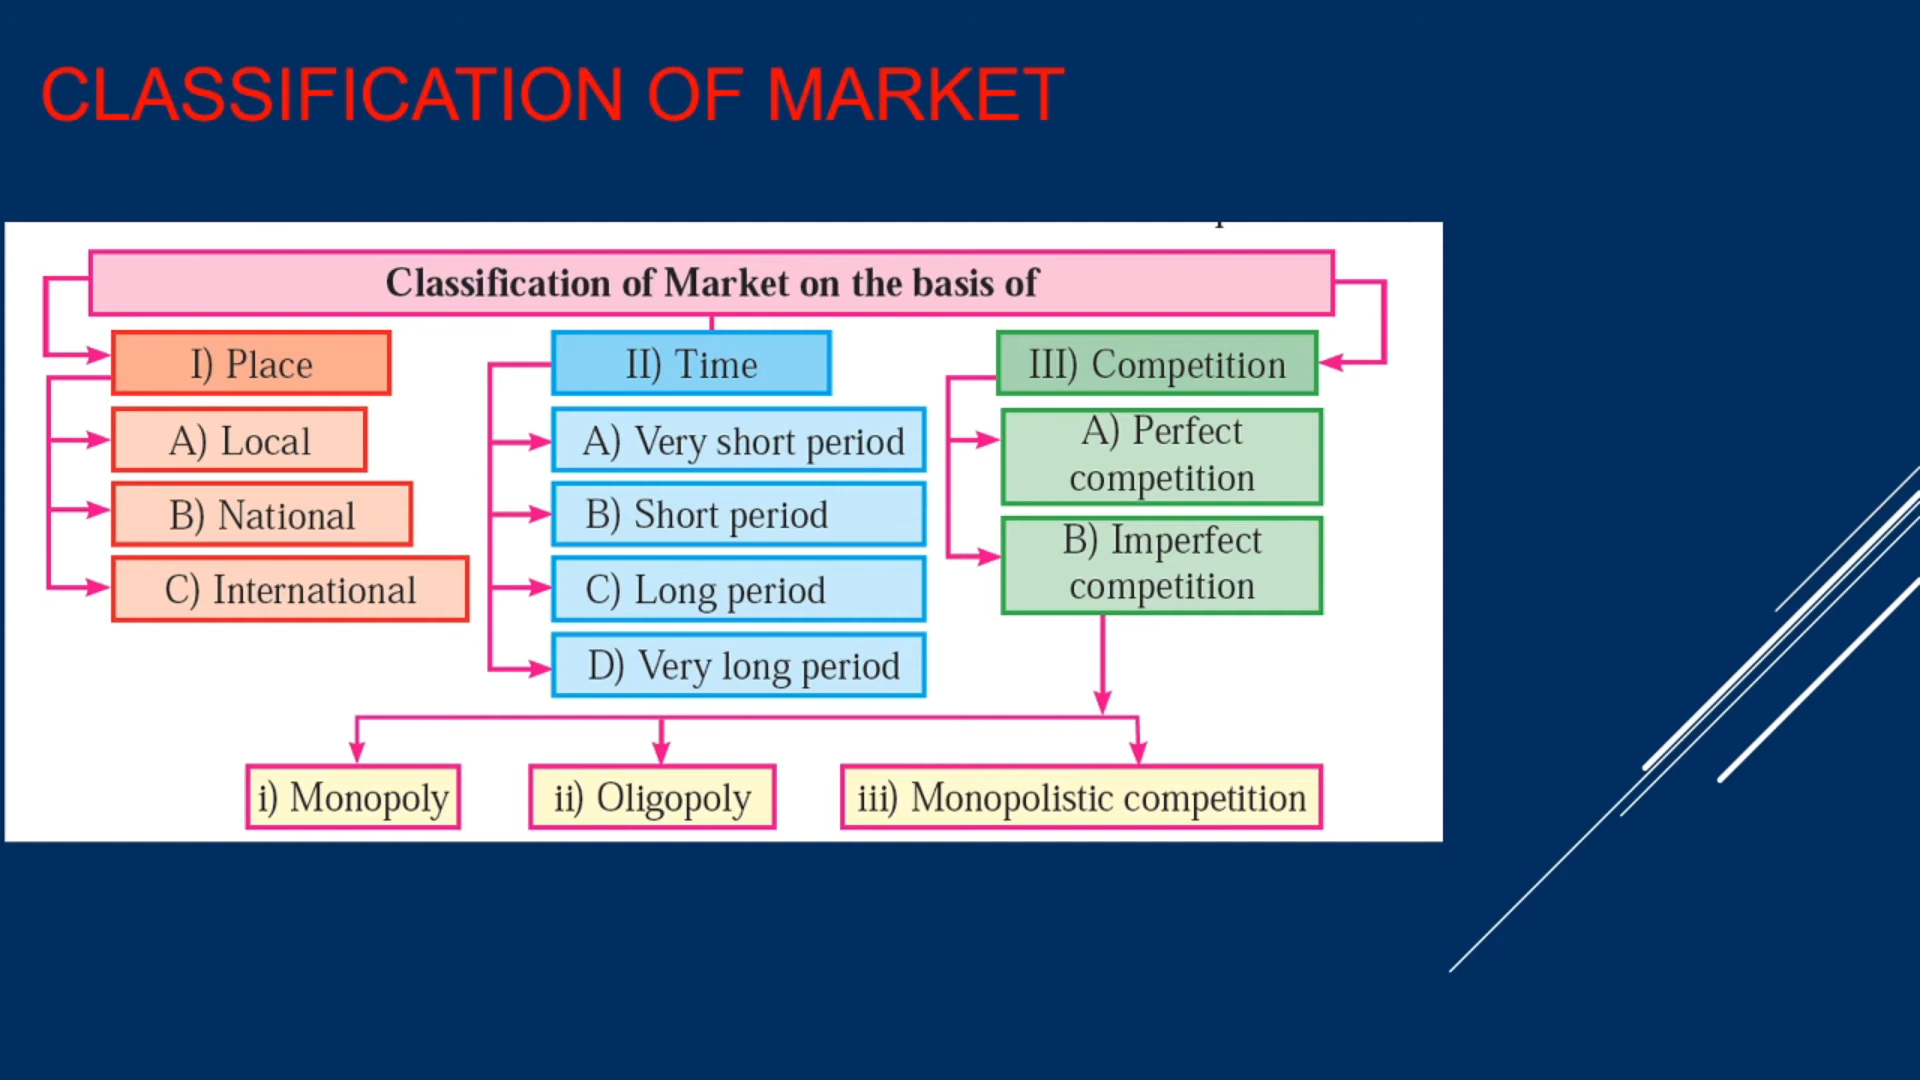 CLASSIFICATION OF MARKET
Classification of Market on the basis of
I) Place
A) Local
B) National
C) International
II) Time
A) Very short period
B) Short period
C) Long period
D) Very long period
III) Competition
A) Perfect
competition
B) Imperfect
competition
i) Monopoly
ii) Oligopoly
iii) Monopolistic competition